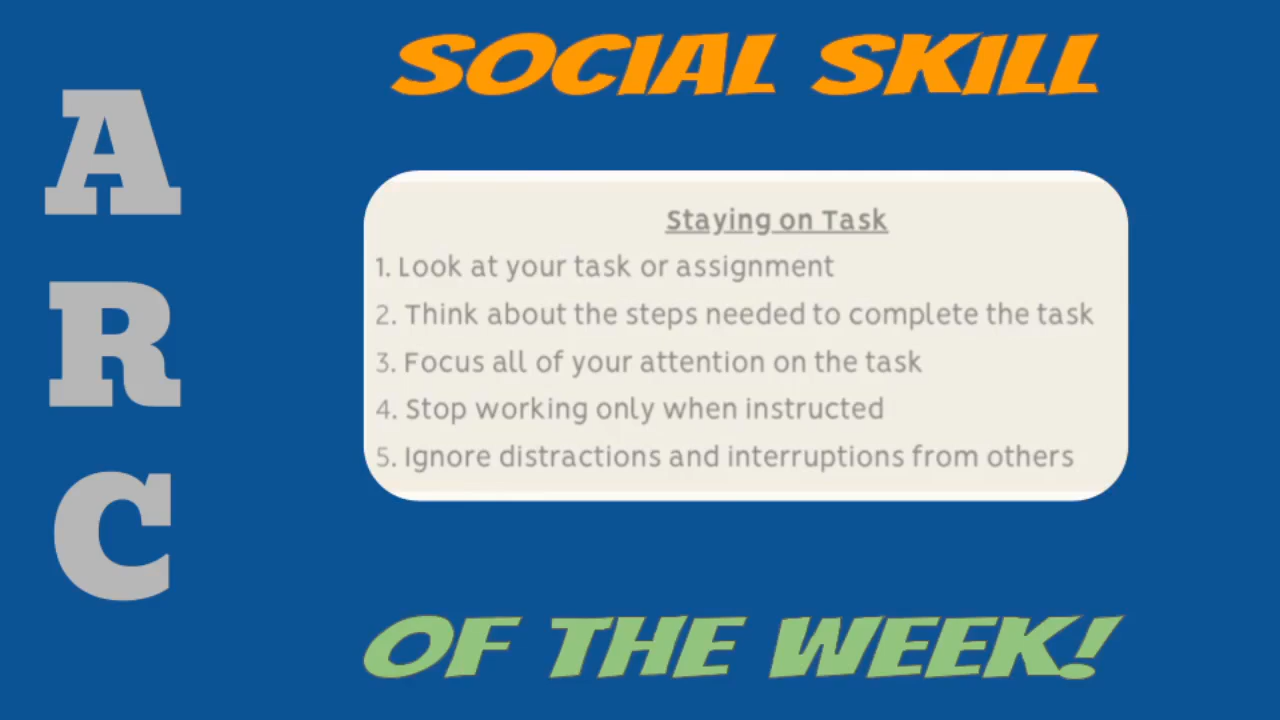 SOCIAL SKILL
A
R
C
Staying on Task
1. Look at your task or assignment
2. Think about the steps needed to complete the task
3. Focus all of your attention on the task
4. Stop working only when instructed
5. Ignore distractions and interruptions from others
OF THE WEEK!